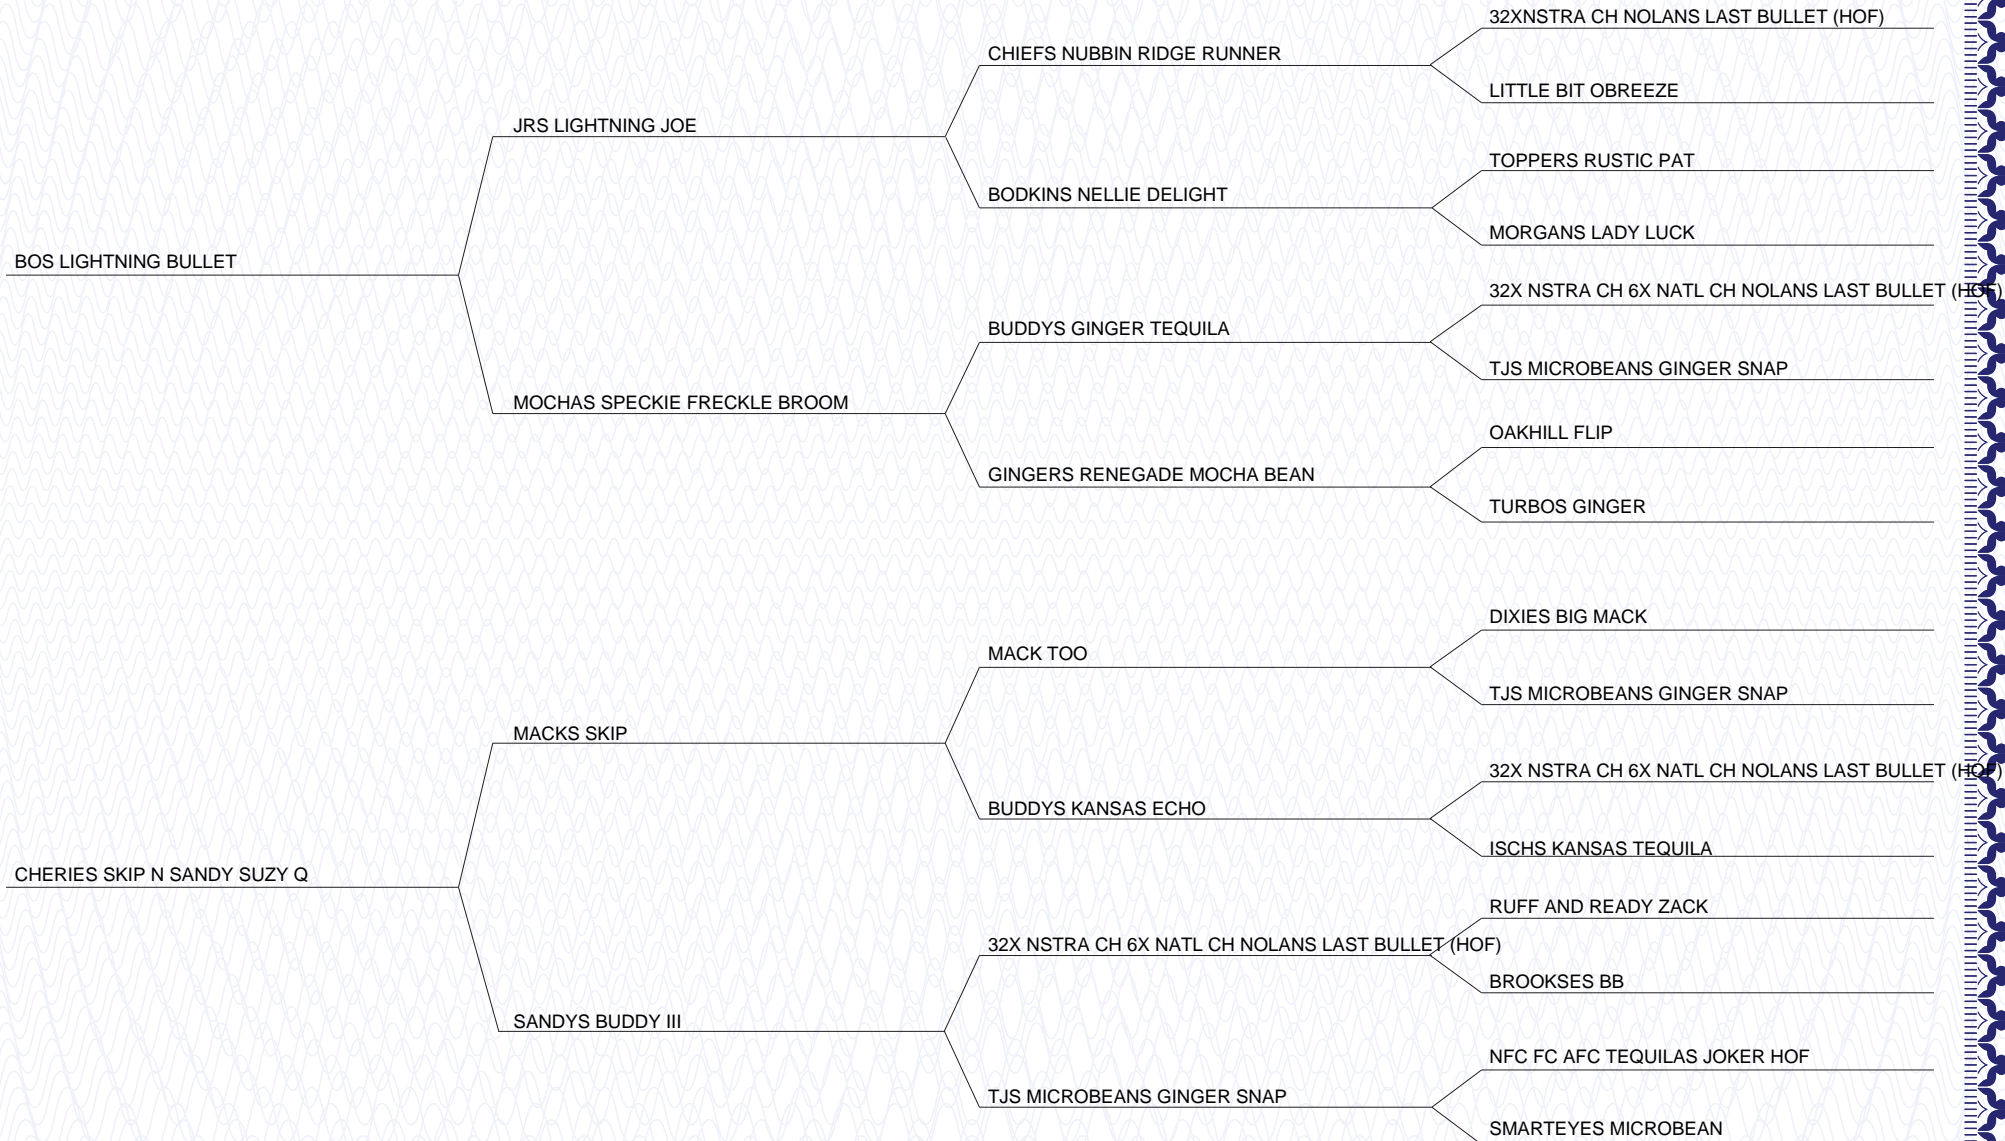 32XNSTRA CH NOLANS LAST BULLET (HOF)
CHIEFS NUBBIN RIDGE RUNNER
LITTLE BIT OBREEZE
JRS LIGHTNING JOE
TOPPERS RUSTIC PAT
BODKINS NELLIE DELIGHT
MORGANS LADY LUCK
BOS LIGHTNING BULLET
32X NSTRA CH 6X NATL CH NOLANS LAST BULLET (HOF)
BUDDYS GINGER TEQUILA
TJS MICROBEANS GINGER SNAP
MOCHAS SPECKIE FRECKLE BROOM
OAKHILL FLIP
GINGERS RENEGADE MOCHA BEAN
TURBOS GINGER
DIXIES BIG MACK
MACK TOO
TJS MICROBEANS GINGER SNAP
MACKS SKIP
32X NSTRA CH 6X NATL CH NOLANS LAST BULLET (HOF)
BUDDYS KANSAS ECHO
ISCHS KANSAS TEQUILA
CHERIES SKIP N SANDY SUZY Q
RUFF AND READY ZACK
32X NSTRA CH 6X NATL CH NOLANS LAST BULLET (HOF)
BROOKSES BB
SANDYS BUDDY III
NFC FC AFC TEQUILAS JOKER HOF
TJS MICROBEANS GINGER SNAP
SMARTEYES MICROBEAN